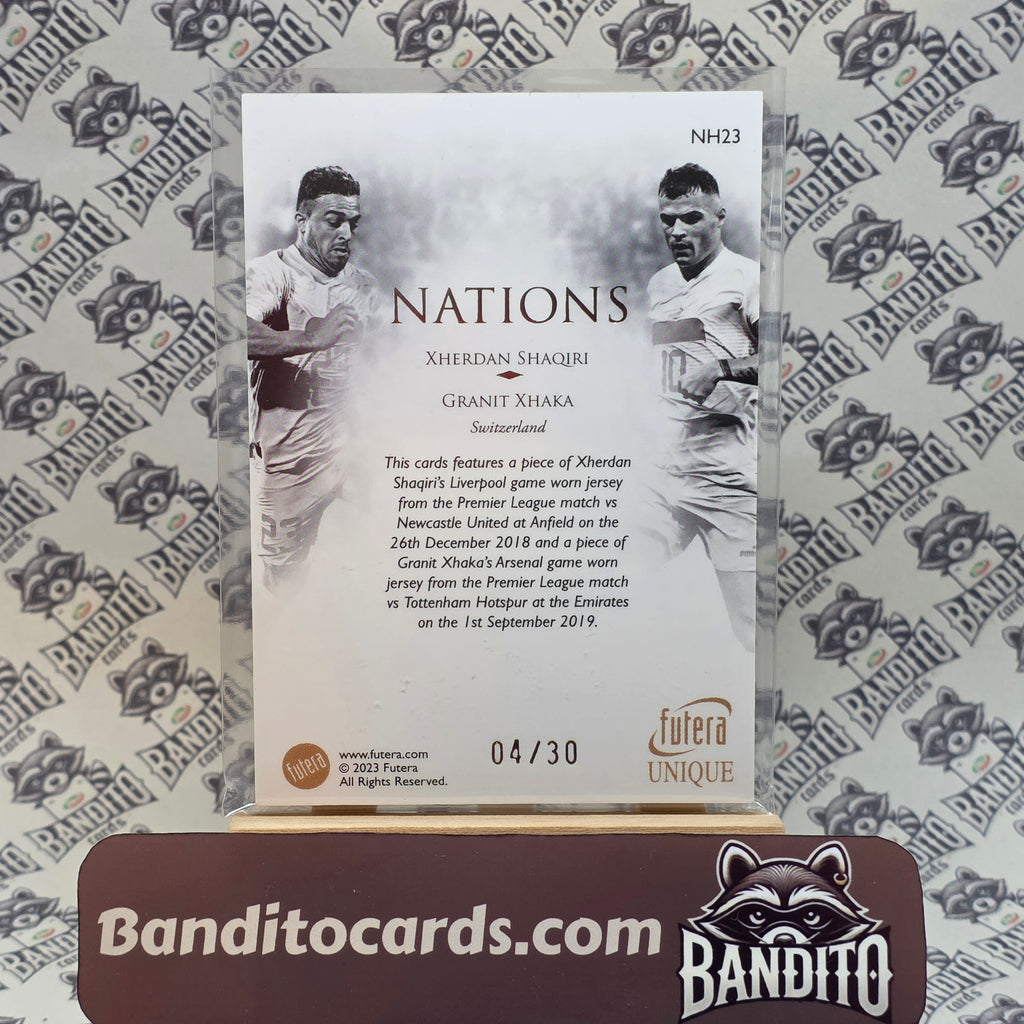 NH23
NATIONS
XHERDAN SHAQIRI
GRANIT XHAKA
Switzerland
This cards features a piece of Xherdan
Shaqiri's Liverpool game worn jersey
from the Premier League match vs
Newcastle United at Anfield on the
26th December 2018 and a piece of
Granit Xhaka's Arsenal game worn
jersey from the Premier League match
vs Tottenham Hotspur at the Emirates
on the 1st September 2019.
futera
www.futera.com
© 2023 Futera
All Rights Reserved.
04/30
futera
UNIQUE
Banditocards.com
BANDITO
BANDITO
cards